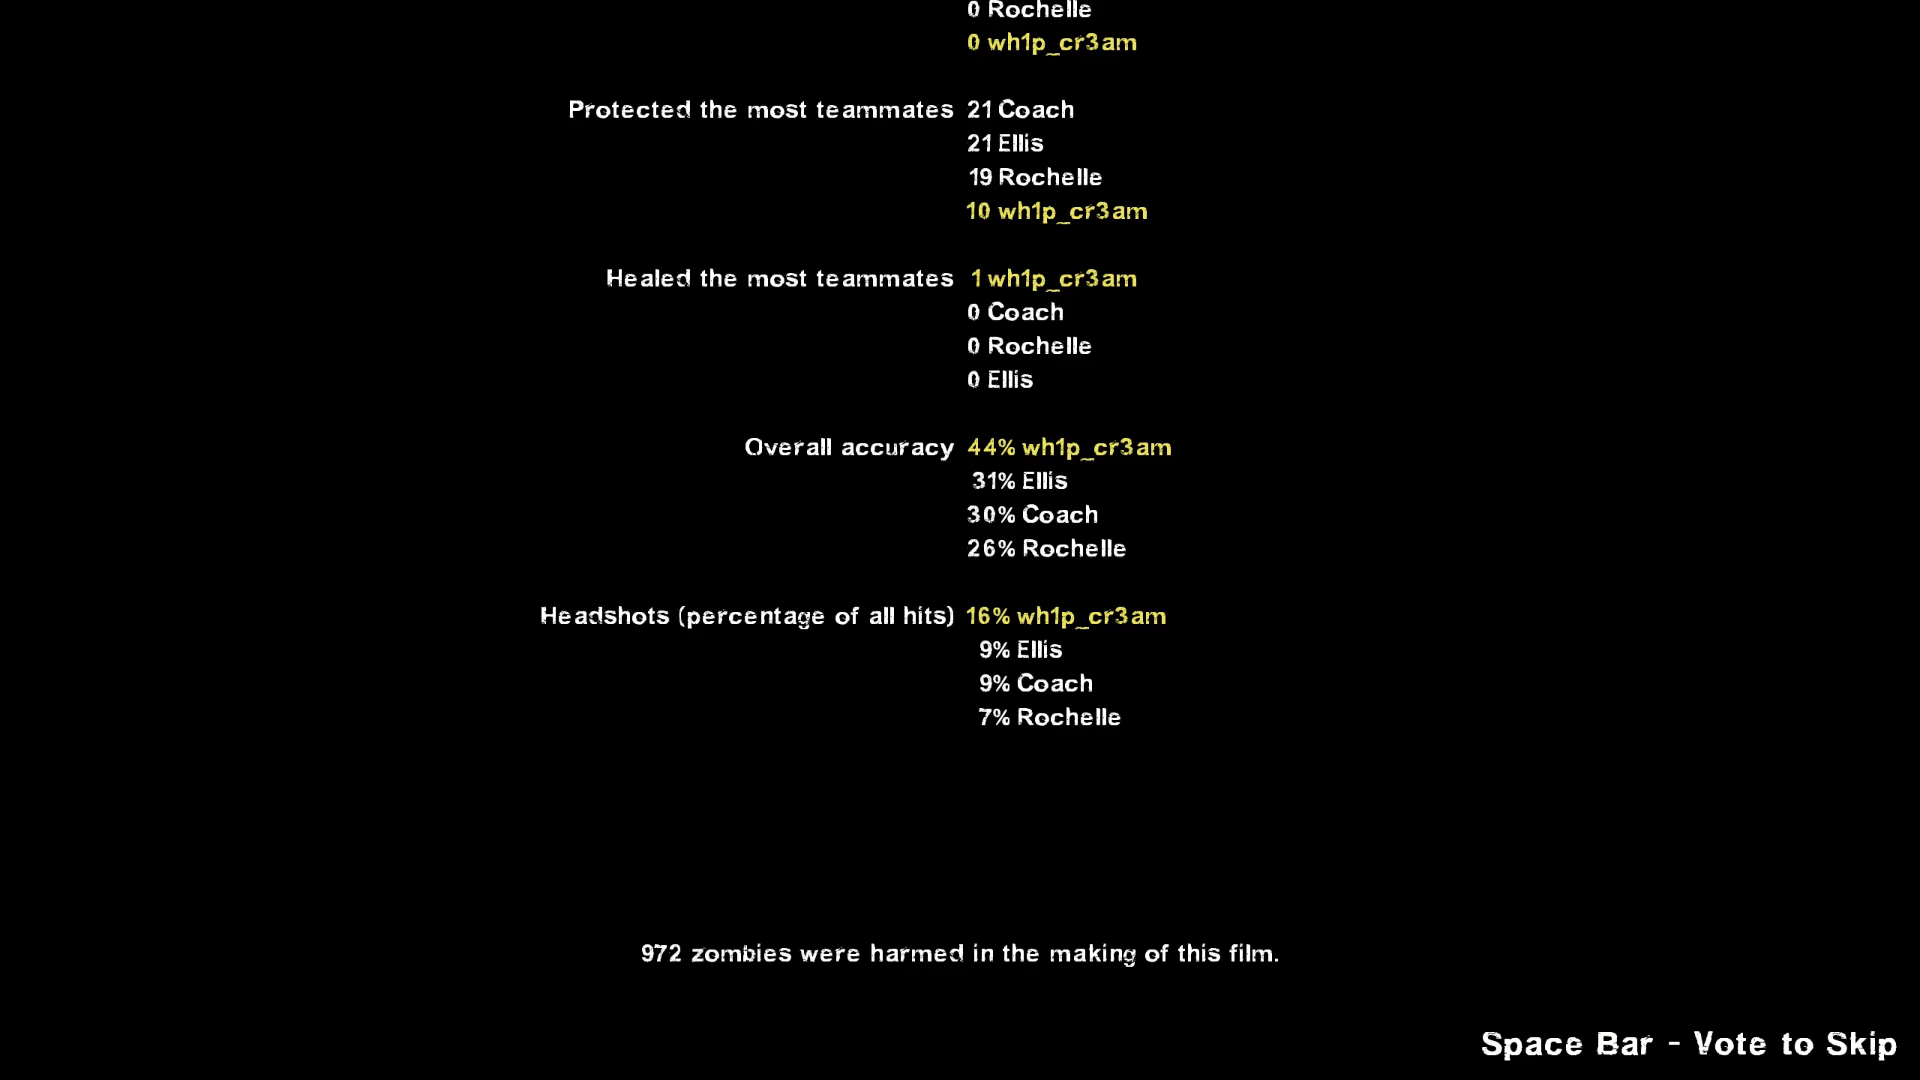 0 Rochelle
0 wh1p_cr3am
Protected the most teammates 21 Coach
21 Ellis
19 Rochelle
10 wh1p_cr3am
Healed the most teammates 1 wh1p_cr3am
0 Coach
0 Rochelle
0 Ellis
Overall accuracy 44% wh1p_cr3am
31% Ellis
30% Coach
26% Rochelle
Headshots (percentage of all hits) 16% wh1p_cr3am
9% Ellis
9% Coach
7% Rochelle
972 zombies were harmed in the making of this film.
Space Bar - Vote to Skip